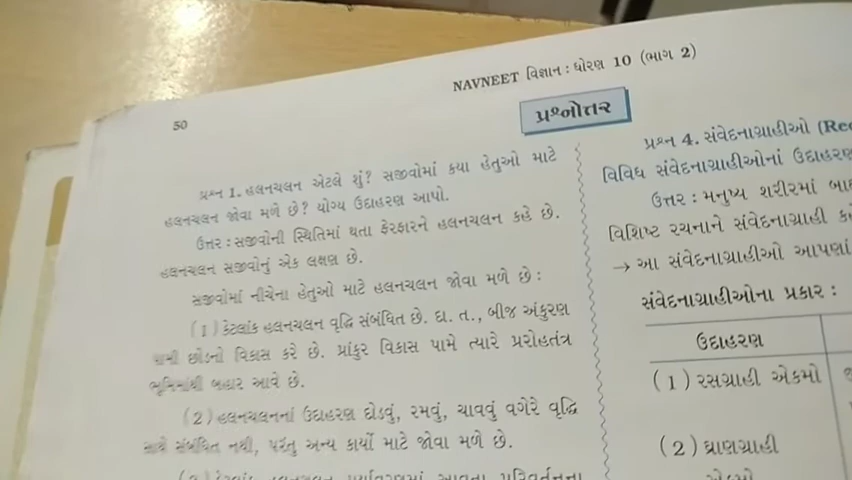 NAVNEET વિજ્ઞાન : ધોરણ 10 (ભાગ 2)
50
પ્રશ્નોત્તર
પ્રશ્ન 1. હલનચલન એટલે શું? સજીવોમાં કયા હેતુઓ માટે
હલનચલન જોવા મળે છે? યોગ્ય ઉદાહરણ આપો.
ઉત્તર : સજીવોની સ્થિતિમાં થતા ફેરફારને હલનચલન કહે છે.
હલનચલન સજીવોનું એક લક્ષણ છે.
સજીવોમાં નીચેના હેતુઓ માટે હલનચલન જોવા મળે છે :
(1) કેટલાંક હલનચલન વૃદ્ધિ સંબંધિત છે. દા. ત., બીજ અંકુરણ
પામી છોડનો વિકાસ કરે છે. પ્રાંકુર વિકાસ પામે ત્યારે પ્રરોહતંત્ર
ભૂમિમાંથી બહાર આવે છે.
(2) હલનચલનનાં ઉદાહરણ દોડવું, રમવું, ચાવવું વગેરે વૃદ્ધિ
સાથે સંબંધિત નથી, પરંતુ અન્ય કાર્યો માટે જોવા મળે છે.
પ્રશ્ન 4. સંવેદનાગ્રાહીઓ
વિવિધ સંવેદનાગ્રાહીઓનાં ઉદાહરણ
ઉત્તર : મનુષ્ય શરીરમાં
વિશિષ્ટ રચનાને સંવેદનાગ્રાહી
→ આ સંવેદનાગ્રાહીઓ આપણાં
સંવેદનાગ્રાહીઓના પ્રકાર :
ઉદાહરણ
(1) રસગ્રાહી એકમો
(2) ઘ્રાણગ્રાહી